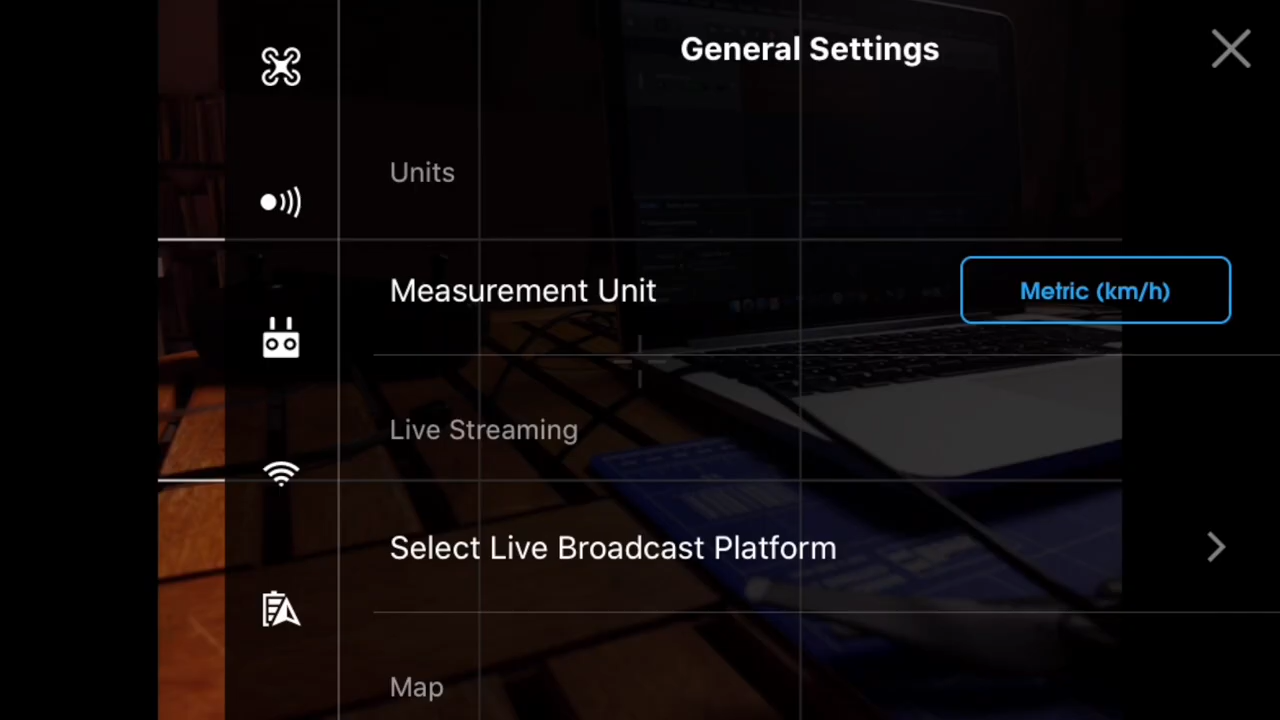 General Settings
Units
Measurement Unit
Metric (km/h)
Live Streaming
Select Live Broadcast Platform
Map